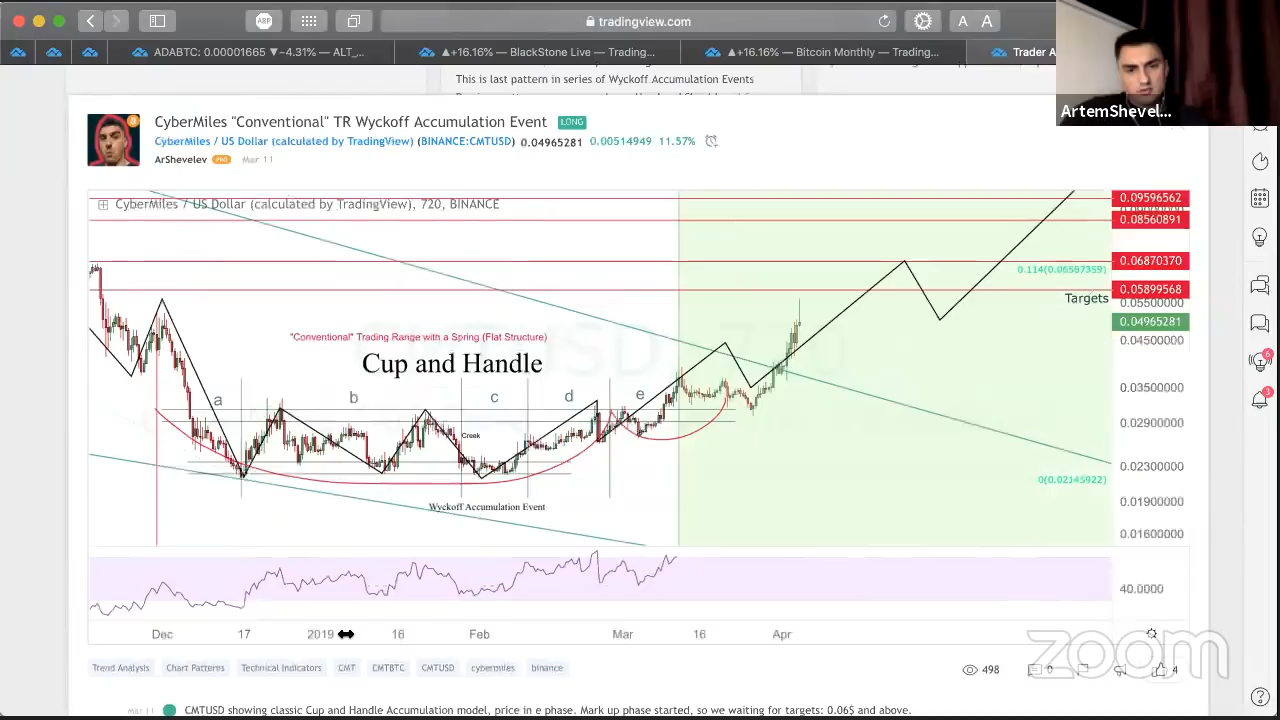 tradingview.com
ABP
A A
ADABTC: 0.00001665 ▼-4.31% — ALT_...
▲+16.16% — BlackStone Live — Trading...
▲+16.16% — Bitcoin Monthly — Trading...
Trader A
ArtemShevel...
This is last pattern in series of Wyckoff Accumulation Events
CyberMiles "Conventional" TR Wyckoff Accumulation Event LONG
CyberMiles / US Dollar (calculated by TradingView) (BINANCE:CMTUSD) 0.04965281 0.00514949 11.57%
ArShevelev PRO Mar 11
CyberMiles / US Dollar (calculated by TradingView), 720, BINANCE
0.09596562
0.08560891
0.06870370
0.114(0.06587359)
0.05899568
Targets
0.05500000
0.04965281
0.04500000
0.03500000
0.02900000
0.02300000
0(0.02145922)
0.01900000
0.01600000
"Conventional" Trading Range with a Spring (Flat Structure)
Cup and Handle
a b c d e
Creek
Wyckoff Accumulation Event
40.0000
Dec 17 2019 16 Feb Mar 16 Apr
zoom
Trend Analysis Chart Patterns Technical Indicators CMT CMTBTC CMTUSD cybermiles binance
498 0 4
6
3
Mar 11 CMTUSD showing classic Cup and Handle Accumulation model, price in e phase. Mark up phase started, so we waiting for targets: 0.06$ and above.